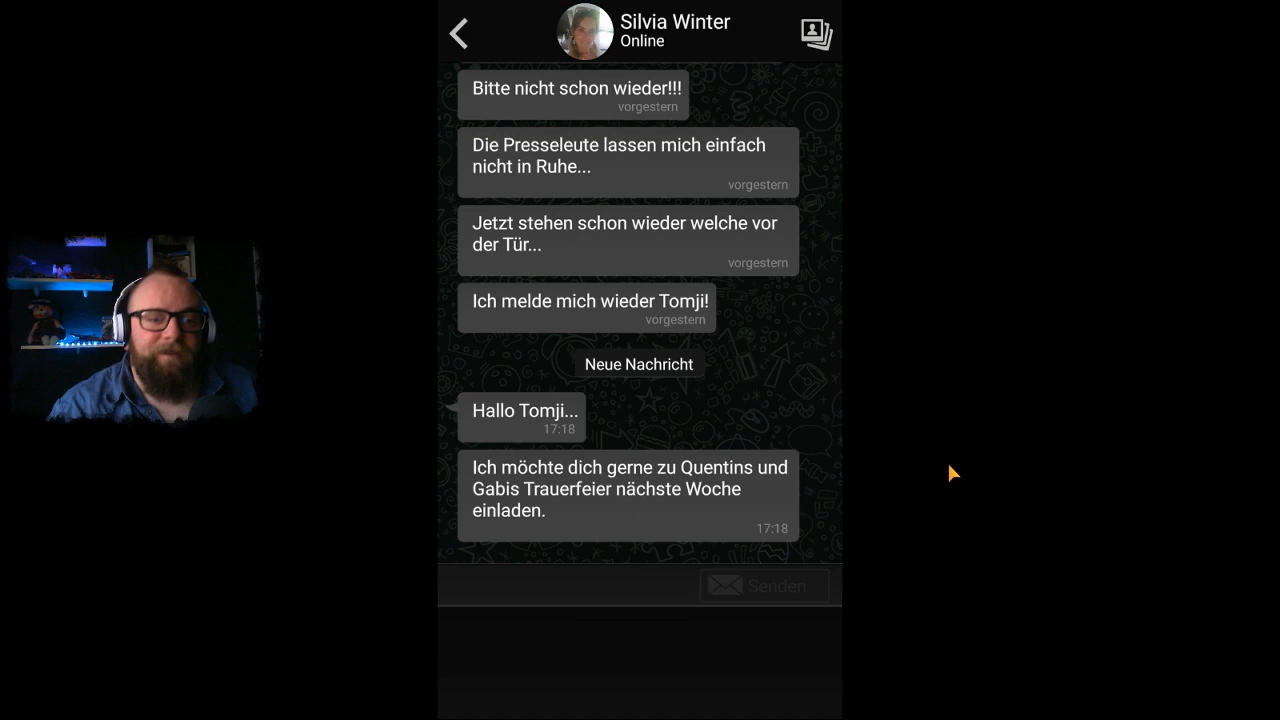 Silvia Winter
Online
Bitte nicht schon wieder!!!
vorgestern
Die Presseleute lassen mich einfach
nicht in Ruhe...
vorgestern
Jetzt stehen schon wieder welche vor
der Tür...
vorgestern
Ich melde mich wieder Tomji!
vorgestern
Neue Nachricht
Hallo Tomji...
17:18
Ich möchte dich gerne zu Quentins und
Gabis Trauerfeier nächste Woche
einladen.
17:18
Senden